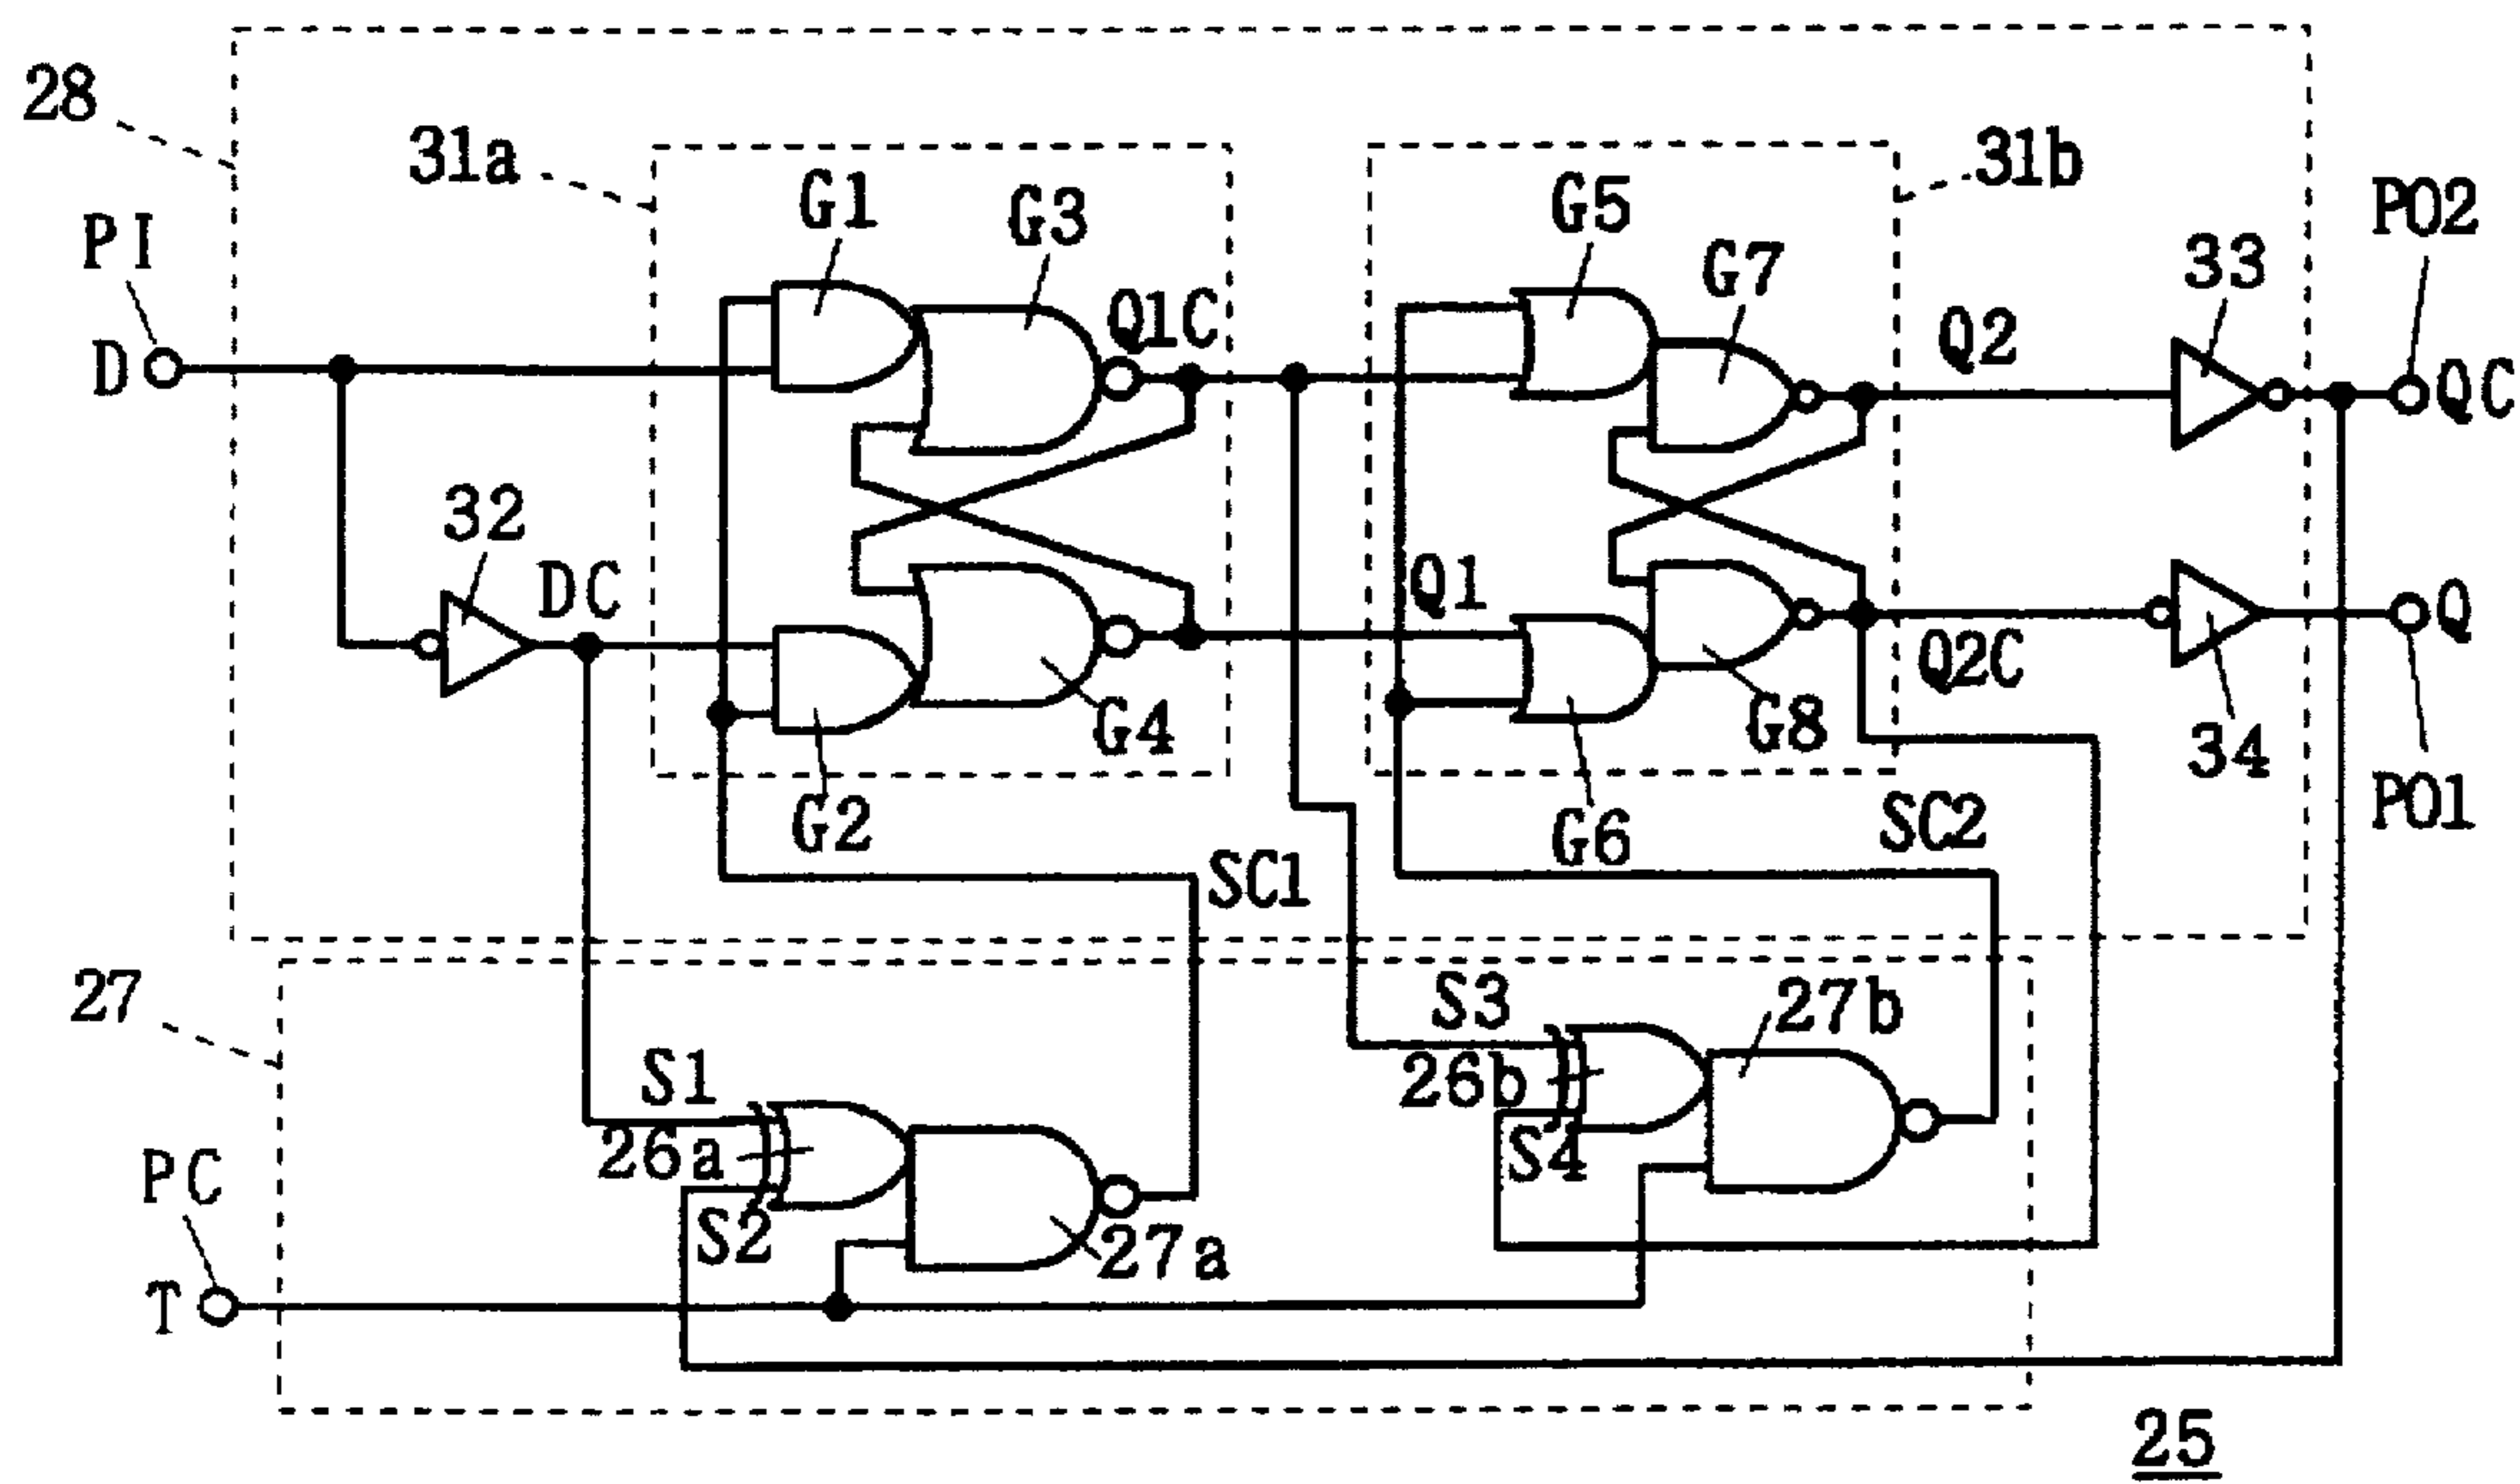 28
31a
31b
G1
G3
G5
G7
PI
PO2
33
Q1C
Q2
D
QC
32
DC
Q1
Q
G4
G8
Q2C
34
G2
G6
SC2
PO1
SC1
27
S3
27b
S1
26b
26a
S4
PC
S2
27a
T
25